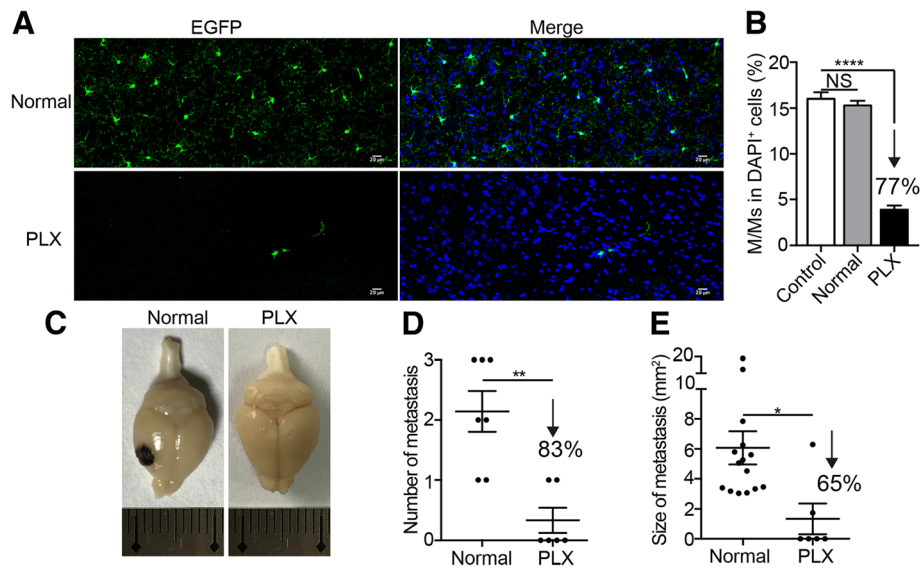 A
EGFP
Merge
Normal
20 µm
20 µm
PLX
20 µm
20 µm
B
M/Ms in DAPI+ cells (%)
20
15
10
5
0
****
NS
77%
Control
Normal
PLX
C
Normal
PLX
D
Number of metastasis
3
2
1
0
**
83%
Normal
PLX
E
Size of metastasis (mm²)
20
10
8
6
4
2
0
*
65%
Normal
PLX